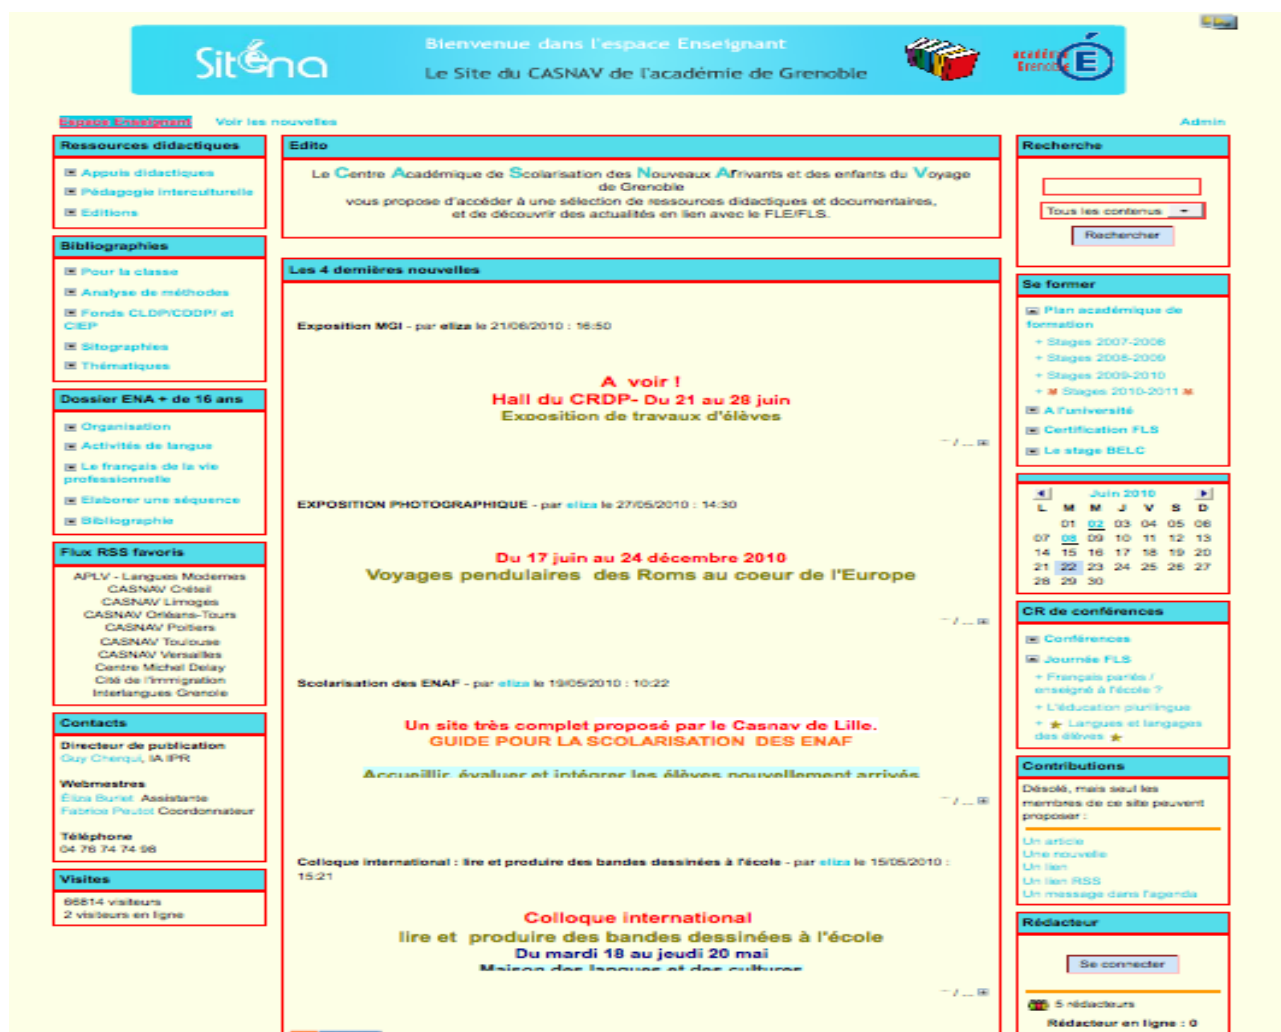 Siténa
Bienvenue dans l'espace Enseignant
Le Site du CASNAV de l'académie de Grenoble
académie
Grenoble
É
Espace Enseignant
Voir les nouvelles
Admin
Ressources didactiques
Appuis didactiques
Pédagogie interculturelle
Editions
Bibliographies
Pour la classe
Analyse de méthodes
Fonds CLDP/CDDP/ et
CIEP
Sitographies
Thématiques
Dossier ENA + de 16 ans
Organisation
Activités de langue
Le français de la vie
professionnelle
Elaborer une séquence
Bibliographie
Flux RSS favoris
APLV - Langues Modernes
CASNAV Créteil
CASNAV Limoges
CASNAV Orléans-Tours
CASNAV Poitiers
CASNAV Toulouse
CASNAV Versailles
Centre Michel Delay
Cité de l'immigration
Interlangues Grenole
Contacts
Directeur de publication
Guy Cherqui, IA IPR
Webmestres
Eliza Buriet Assistante
Fabrice Peutot Coordonnateur
Téléphone
04 76 74 74 98
Visites
66814 visiteurs
2 visiteurs en ligne
Edito
Le Centre Académique de Scolarisation des Nouveaux Arrivants et des enfants du Voyage
de Grenoble
vous propose d'accéder à une sélection de ressources didactiques et documentaires,
et de découvrir des actualités en lien avec le FLE/FLS.
Les 4 dernières nouvelles
Exposition MGI - par eliza le 21/06/2010 : 16:50
A voir !
Hall du CRDP- Du 21 au 28 juin
Exposition de travaux d'élèves
EXPOSITION PHOTOGRAPHIQUE - par eliza le 27/05/2010 : 14:30
Du 17 juin au 24 décembre 2010
Voyages pendulaires des Roms au coeur de l'Europe
Scolarisation des ENAF - par eliza le 19/05/2010 : 10:22
Un site très complet proposé par le Casnav de Lille.
GUIDE POUR LA SCOLARISATION DES ENAF
Accueillir, évaluer et intégrer les élèves nouvellement arrivés
Colloque international : lire et produire des bandes dessinées à l'école - par eliza le 15/05/2010 :
15:21
Colloque international
lire et produire des bandes dessinées à l'école
Du mardi 18 au jeudi 20 mai
Maison des langues et des cultures
Recherche
Tous les contenus
Rechercher
Se former
Plan académique de
formation
+ Stages 2007-2008
+ Stages 2008-2009
+ Stages 2009-2010
+ Stages 2010-2011
A l'université
Certification FLS
Le stage BELC
Juin 2010
L M M J V S D
01 02 03 04 05 06
07 08 09 10 11 12 13
14 15 16 17 18 19 20
21 22 23 24 25 26 27
28 29 30
CR de conférences
Conférences
Journée FLS
+ Français parlés /
enseigné à l'école ?
+ L'éducation plurilingue
+ Langues et langages
des élèves
Contributions
Désolé, mais seul les
membres de ce site peuvent
proposer :
Un article
Une nouvelle
Un lien
Un lien RSS
Un message dans l'agenda
Rédacteur
Se connecter
5 rédacteurs
Rédacteur en ligne : 0